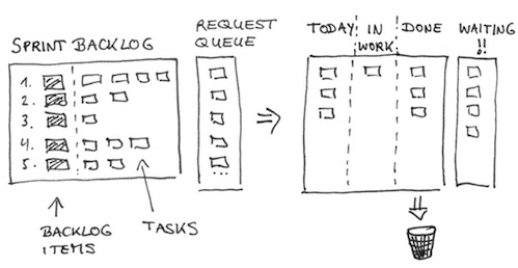 SPRINT BACKLOG
1.
2.
3.
4.
5.
BACKLOG
ITEMS
TASKS
REQUEST
QUEUE
...
TODAY
IN
WORK
DONE
WAITING
!!